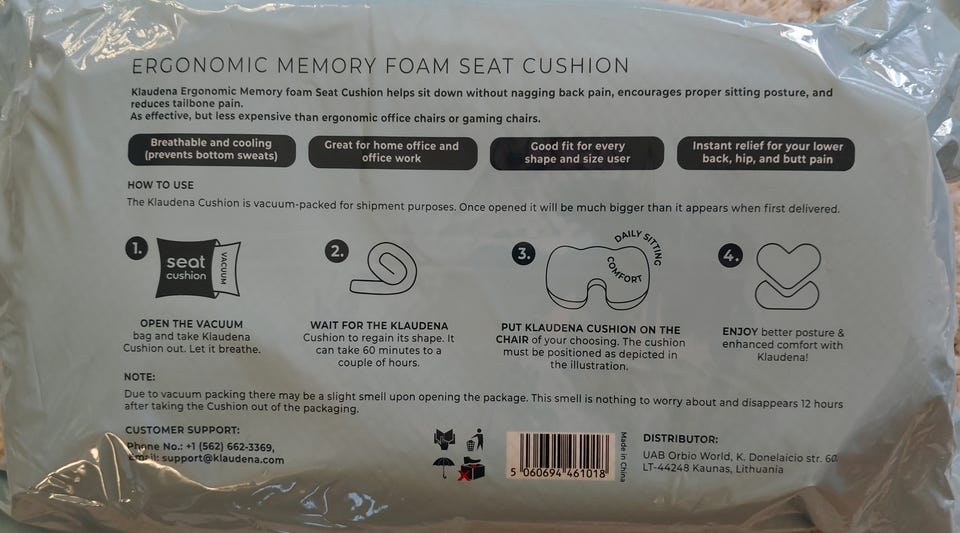 ERGONOMIC MEMORY FOAM SEAT CUSHION
Klaudena Ergonomic Memory foam Seat Cushion helps sit down without nagging back pain, encourages proper sitting posture, and
reduces tailbone pain.
As effective, but less expensive than ergonomic office chairs or gaming chairs.
Breathable and cooling
(prevents bottom sweats)
Great for home office and
office work
Good fit for every
shape and size user
Instant relief for your lower
back, hip, and butt pain
HOW TO USE
The Klaudena Cushion is vacuum-packed for shipment purposes. Once opened it will be much bigger than it appears when first delivered.
1.
seat
cushion
VACUUM
OPEN THE VACUUM
bag and take Klaudena
Cushion out. Let it breathe.
2.
WAIT FOR THE KLAUDENA
Cushion to regain its shape. It
can take 60 minutes to a
couple of hours.
3.
DAILY SITTING
COMFORT
PUT KLAUDENA CUSHION ON THE
CHAIR of your choosing. The cushion
must be positioned as depicted in
the illustration.
4.
ENJOY better posture &
enhanced comfort with
Klaudena!
NOTE:
Due to vacuum packing there may be a slight smell upon opening the package. This smell is nothing to worry about and disappears 12 hours
after taking the Cushion out of the packaging.
CUSTOMER SUPPORT:
Phone No.: +1 (562) 662-3369,
Email: support@klaudena.com
5 060694 461018
Made in China
DISTRIBUTOR:
UAB Orbio World, K. Donelaicio str. 60,
LT-44248 Kaunas, Lithuania